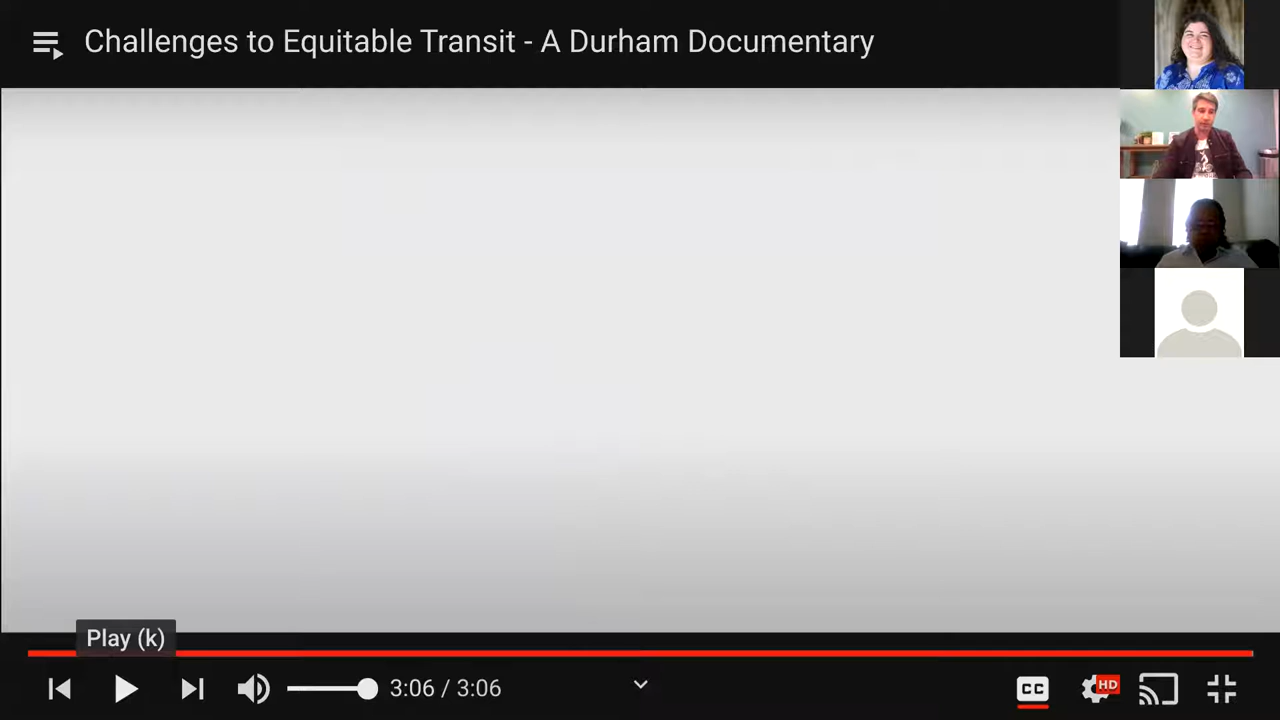 Challenges to Equitable Transit - A Durham Documentary
Play (k)
3:06 / 3:06
CC
HD